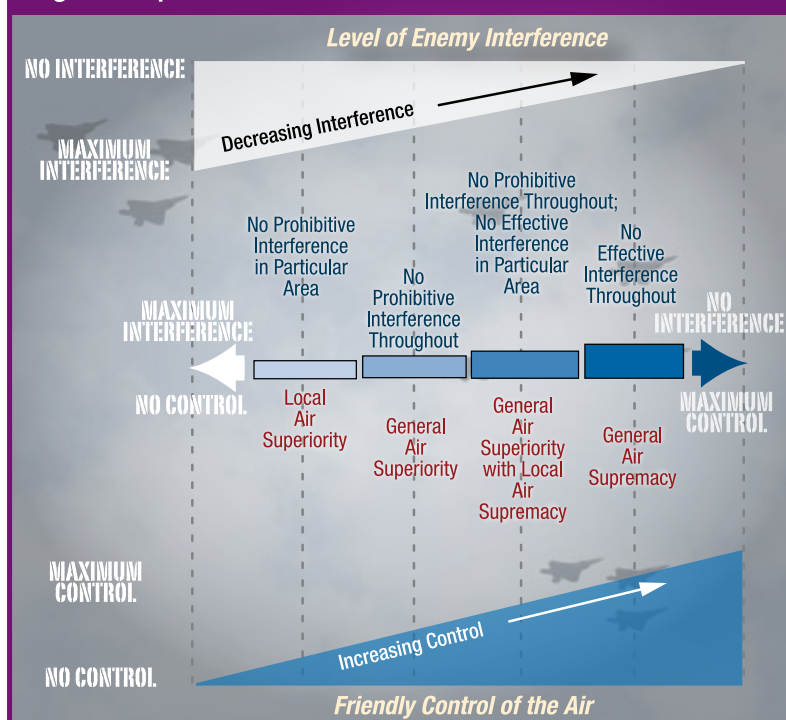 Level of Enemy Interference
NO INTERFERENCE
Decreasing Interference
MAXIMUM
INTERFERENCE
No Prohibitive
Interference
in Particular
Area
No
Prohibitive
Interference
Throughout
No Prohibitive
Interference Throughout;
No Effective
Interference
in Particular
Area
No
Effective
Interference
Throughout
MAXIMUM
INTERFERENCE
NO
INTERFERENCE
NO CONTROL
MAXIMUM
CONTROL
Local
Air
Superiority
General
Air
Superiority
General
Air
Superiority
with Local
Air
Supremacy
General
Air
Supremacy
MAXIMUM
CONTROL
Increasing Control
NO CONTROL
Friendly Control of the Air